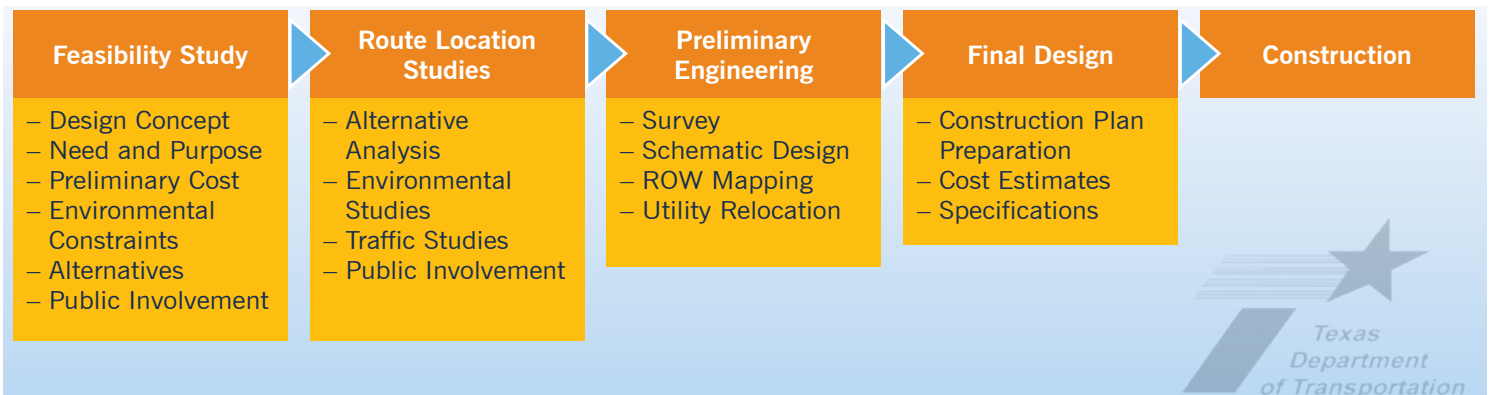 Feasibility Study
– Design Concept
– Need and Purpose
– Preliminary Cost
– Environmental
Constraints
– Alternatives
– Public Involvement
Route Location
Studies
– Alternative
Analysis
– Environmental
Studies
– Traffic Studies
– Public Involvement
Preliminary
Engineering
– Survey
– Schematic Design
– ROW Mapping
– Utility Relocation
Final Design
– Construction Plan
Preparation
– Cost Estimates
– Specifications
Construction
Texas
Department
of Transportation